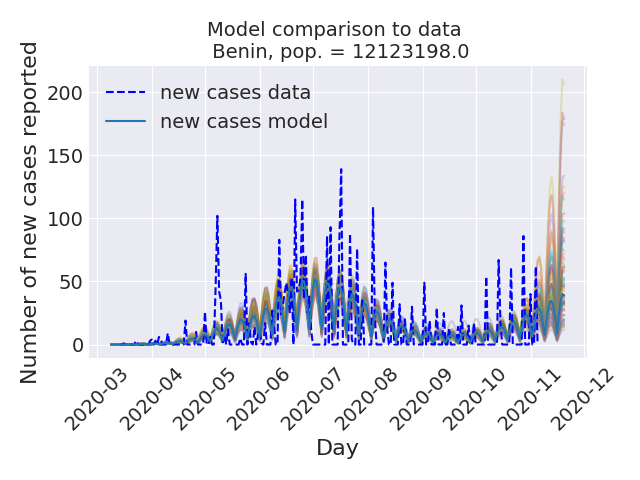 Model comparison to data
Benin, pop. = 12123198.0
Number of new cases reported
200
150
100
50
0
new cases data
new cases model
2020-03
2020-04
2020-05
2020-06
2020-07
2020-08
2020-09
2020-10
2020-11
2020-12
Day